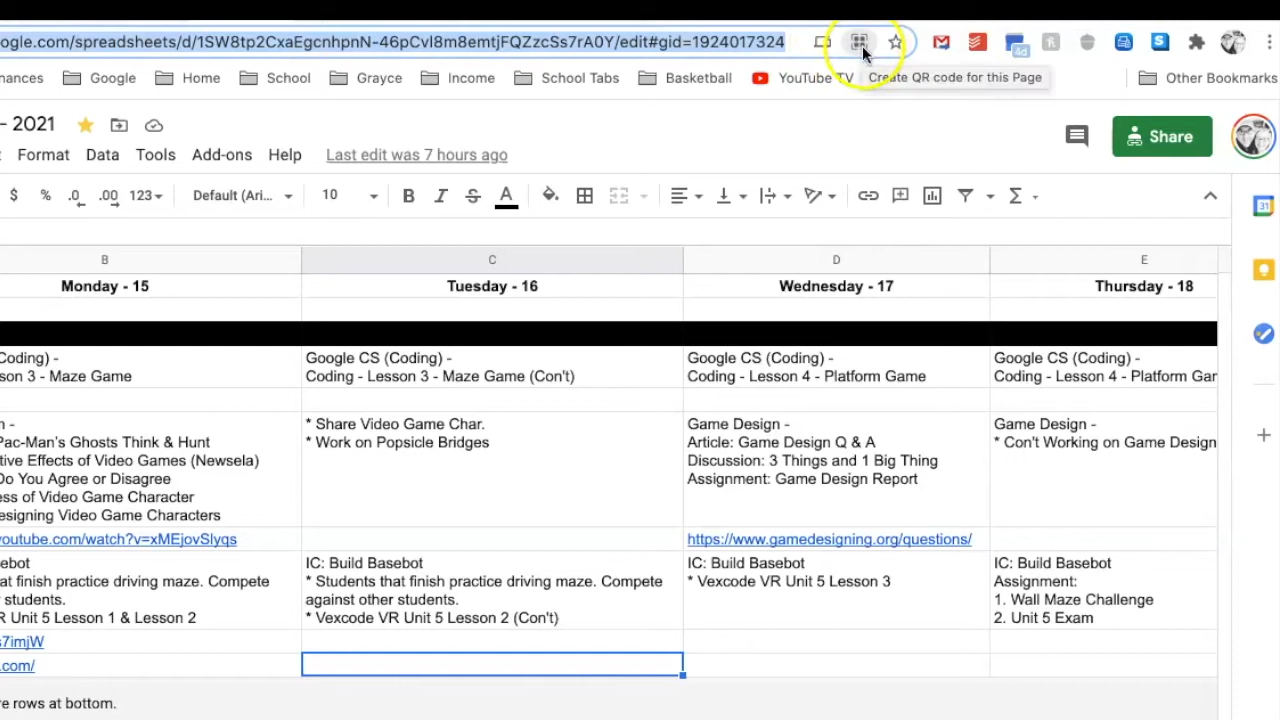 ogle.com/spreadsheets/d/1SW8tp2CxaEgcnhpnN-46pCvl8m8emtjFQZzcSs7rA0Y/edit#gid=1924017324
4d
nances Google Home School Grayce Income School Tabs Basketball YouTube TV Create QR code for this Page Other Bookmarks
- 2021
Share
Format Data Tools Add-ons Help Last edit was 7 hours ago
$ % .0 .00 123 Default (Ari... 10 B I S A Σ
31
B C D E
Monday - 15 Tuesday - 16 Wednesday - 17 Thursday - 18
(Coding) - Google CS (Coding) - Google CS (Coding) - Google CS (Coding) -
son 3 - Maze Game Coding - Lesson 3 - Maze Game (Con't) Coding - Lesson 4 - Platform Game Coding - Lesson 4 - Platform Gar
n - * Share Video Game Char. Game Design - Game Design -
Pac-Man's Ghosts Think & Hunt * Work on Popsicle Bridges Article: Game Design Q & A * Con't Working on Game Design
tive Effects of Video Games (Newsela) Discussion: 3 Things and 1 Big Thing
Do You Agree or Disagree Assignment: Game Design Report
ess of Video Game Character
esigning Video Game Characters
youtube.com/watch?v=xMEjovSlyqs https://www.gamedesigning.org/questions/
ebot IC: Build Basebot IC: Build Basebot IC: Build Basebot
at finish practice driving maze. Compete * Students that finish practice driving maze. Compete * Vexcode VR Unit 5 Lesson 3 Assignment:
r students. against other students. 1. Wall Maze Challenge
R Unit 5 Lesson 1 & Lesson 2 * Vexcode VR Unit 5 Lesson 2 (Con't) 2. Unit 5 Exam
s7imjW
.com/
re rows at bottom.